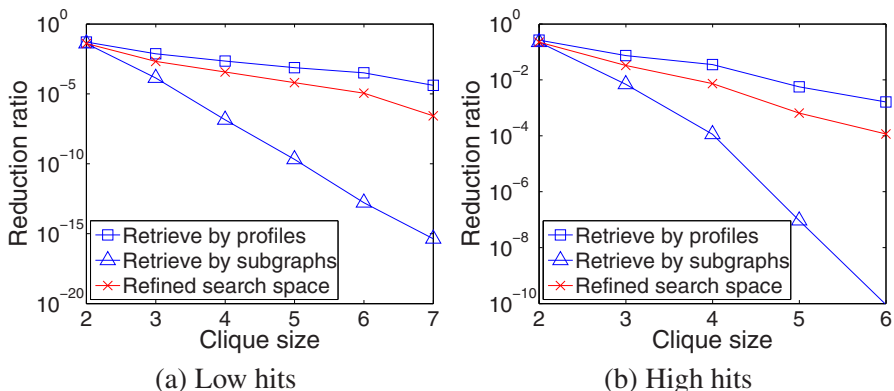 10^0
10^-5
10^-10
10^-15
10^-20
Reduction ratio
2 3 4 5 6 7
Clique size
Retrieve by profiles
Retrieve by subgraphs
Refined search space
(a) Low hits
10^0
10^-2
10^-4
10^-6
10^-8
10^-10
Reduction ratio
2 3 4 5 6
Clique size
Retrieve by profiles
Retrieve by subgraphs
Refined search space
(b) High hits